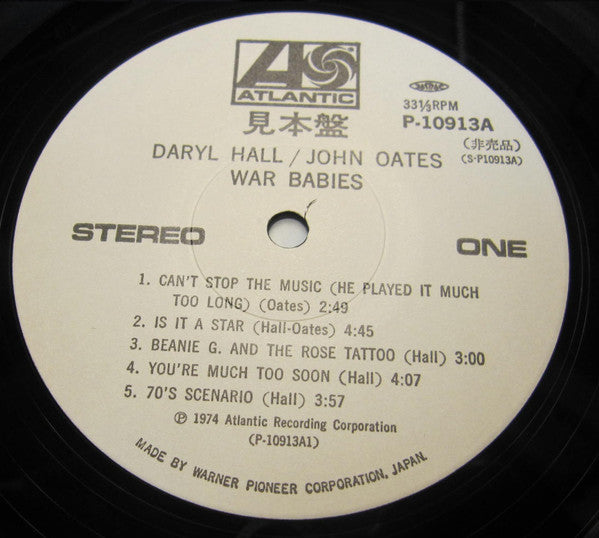 ATLANTIC
見本盤
DARYL HALL / JOHN OATES
WAR BABIES
33⅓RPM
P-10913A
(非売品)
(S-P10913A)
STEREO
ONE
1. CAN'T STOP THE MUSIC (HE PLAYED IT MUCH
TOO LONG) (Oates) 2:49
2. IS IT A STAR (Hall-Oates) 4:45
3. BEANIE G. AND THE ROSE TATTOO (Hall) 3:00
4. YOU'RE MUCH TOO SOON (Hall) 4:07
5. 70'S SCENARIO (Hall) 3:57
℗ 1974 Atlantic Recording Corporation
(P-10913A1)
MADE BY WARNER PIONEER CORPORATION, JAPAN.